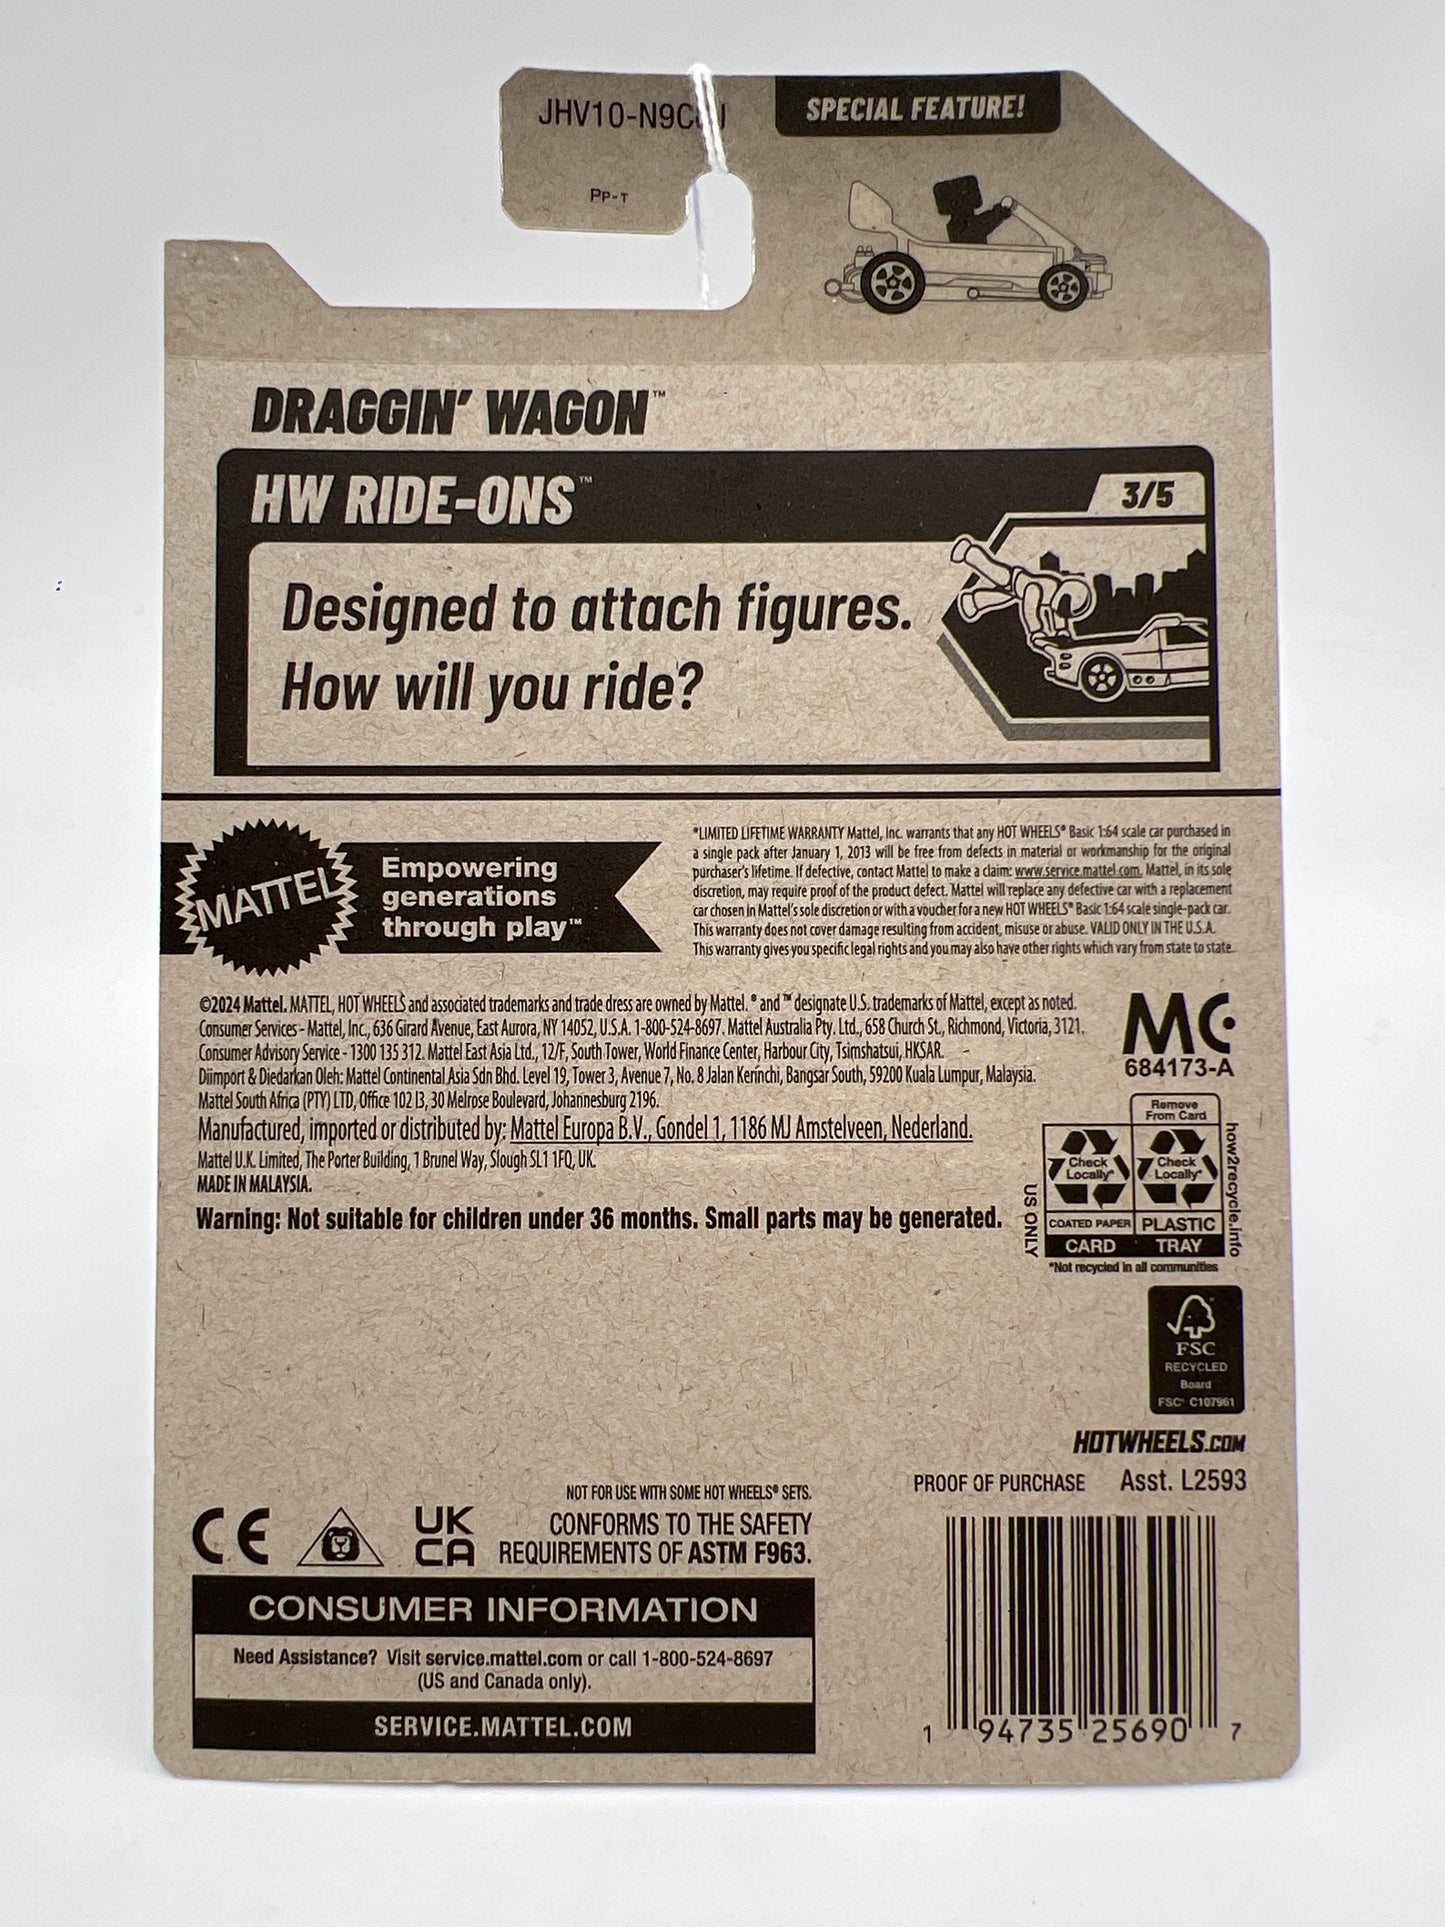 JHV10-N9C
SPECIAL FEATURE!
PP-T
DRAGGIN' WAGON™
HW RIDE-ONS™
3/5
Designed to attach figures.
How will you ride?
MATTEL
Empowering
generations
through play™
*LIMITED LIFETIME WARRANTY Mattel, Inc. warrants that any HOT WHEELS® Basic 1:64 scale car purchased in
a single pack after January 1, 2013 will be free from defects in material or workmanship for the original
purchaser's lifetime. If defective, contact Mattel to make a claim: www.service.mattel.com. Mattel, in its sole
discretion, may require proof of the product defect. Mattel will replace any defective car with a replacement
car chosen in Mattel's sole discretion or with a voucher for a new HOT WHEELS® Basic 1:64 scale single-pack car.
This warranty does not cover damage resulting from accident, misuse or abuse. VALID ONLY IN THE U.S.A.
This warranty gives you specific legal rights and you may also have other rights which vary from state to state.
©2024 Mattel. MATTEL, HOT WHEELS and associated trademarks and trade dress are owned by Mattel. ® and ™ designate U.S. trademarks of Mattel, except as noted.
Consumer Services - Mattel, Inc., 636 Girard Avenue, East Aurora, NY 14052, U.S.A. 1-800-524-8697. Mattel Australia Pty. Ltd., 658 Church St., Richmond, Victoria, 3121.
Consumer Advisory Service - 1300 135 312. Mattel East Asia Ltd., 12/F, South Tower, World Finance Center, Harbour City, Tsimshatsui, HKSAR.
Diimport & Diedarkan Oleh: Mattel Continental Asia Sdn Bhd. Level 19, Tower 3, Avenue 7, No. 8 Jalan Kerinchi, Bangsar South, 59200 Kuala Lumpur, Malaysia.
Mattel South Africa (PTY) LTD, Office 102 I3, 30 Melrose Boulevard, Johannesburg 2196.
Manufactured, imported or distributed by: Mattel Europa B.V., Gondel 1, 1186 MJ Amstelveen, Nederland.
Mattel U.K. Limited, The Porter Building, 1 Brunel Way, Slough SL1 1FQ, UK.
MADE IN MALAYSIA.
Warning: Not suitable for children under 36 months. Small parts may be generated.
MC
684173-A
Remove
From Card
Check
Locally*
Check
Locally*
COATED PAPER
PLASTIC
CARD
TRAY
US ONLY
how2recycle.info
*Not recycled in all communities
FSC
RECYCLED
Board
FSC® C107961
HOTWHEELS.COM
PROOF OF PURCHASE Asst. L2593
NOT FOR USE WITH SOME HOT WHEELS® SETS.
CE
UK
CA
CONFORMS TO THE SAFETY
REQUIREMENTS OF ASTM F963.
CONSUMER INFORMATION
Need Assistance? Visit service.mattel.com or call 1-800-524-8697
(US and Canada only).
SERVICE.MATTEL.COM
1 94735 25690 7